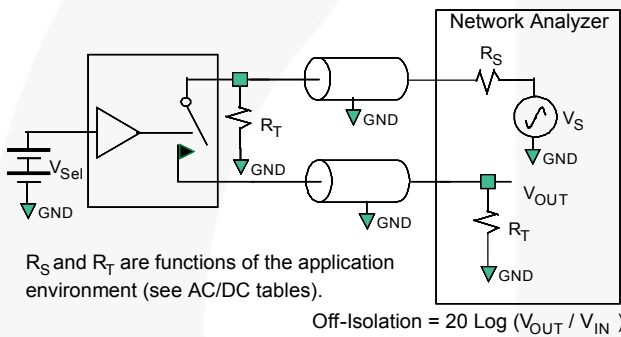 Network Analyzer
R_S
GND
V_S
R_T
GND
GND
V_Sel
GND
V_OUT
GND
R_T
GND
R_S and R_T are functions of the application
environment (see AC/DC tables).
Off-Isolation = 20 Log (V_OUT / V_IN )